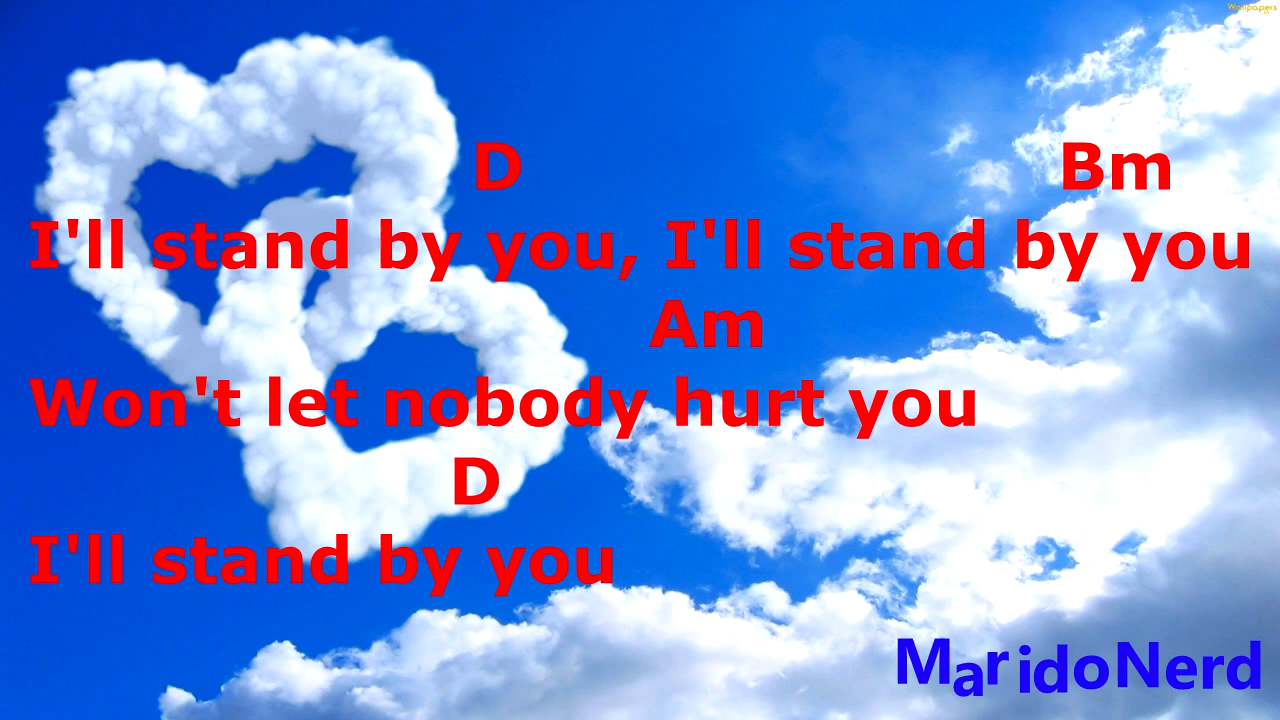 Wallpapers
D Bm
I'll stand by you, I'll stand by you
Am
Won't let nobody hurt you
D
I'll stand by you
MaridoNerd